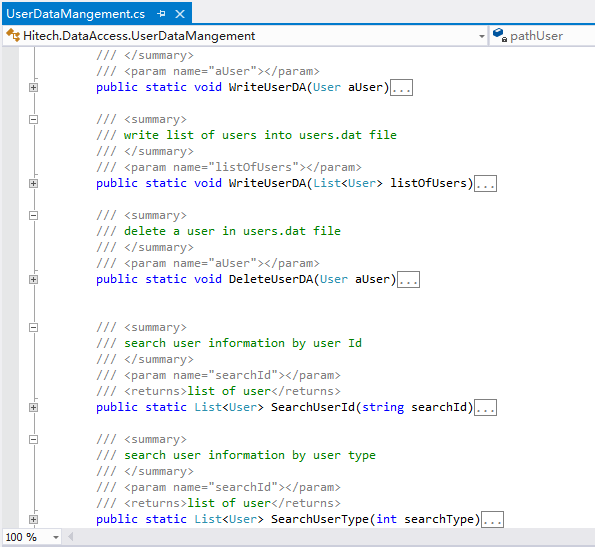 UserDataMangement.cs
Hitech.DataAccess.UserDataMangement
pathUser
/// </summary>
/// <param name="aUser"></param>
public static void WriteUserDA(User aUser)...
/// <summary>
/// write list of users into users.dat file
/// </summary>
/// <param name="listOfUsers"></param>
public static void WriteUserDA(List<User> listOfUsers)...
/// <summary>
/// delete a user in users.dat file
/// </summary>
/// <param name="aUser"></param>
public static void DeleteUserDA(User aUser)...
/// <summary>
/// search user information by user Id
/// </summary>
/// <param name="searchId"></param>
/// <returns>list of user</returns>
public static List<User> SearchUserId(string searchId)...
/// <summary>
/// search user information by user type
/// </summary>
/// <param name="searchId"></param>
/// <returns>list of user</returns>
public static List<User> SearchUserType(int searchType)...
100 %